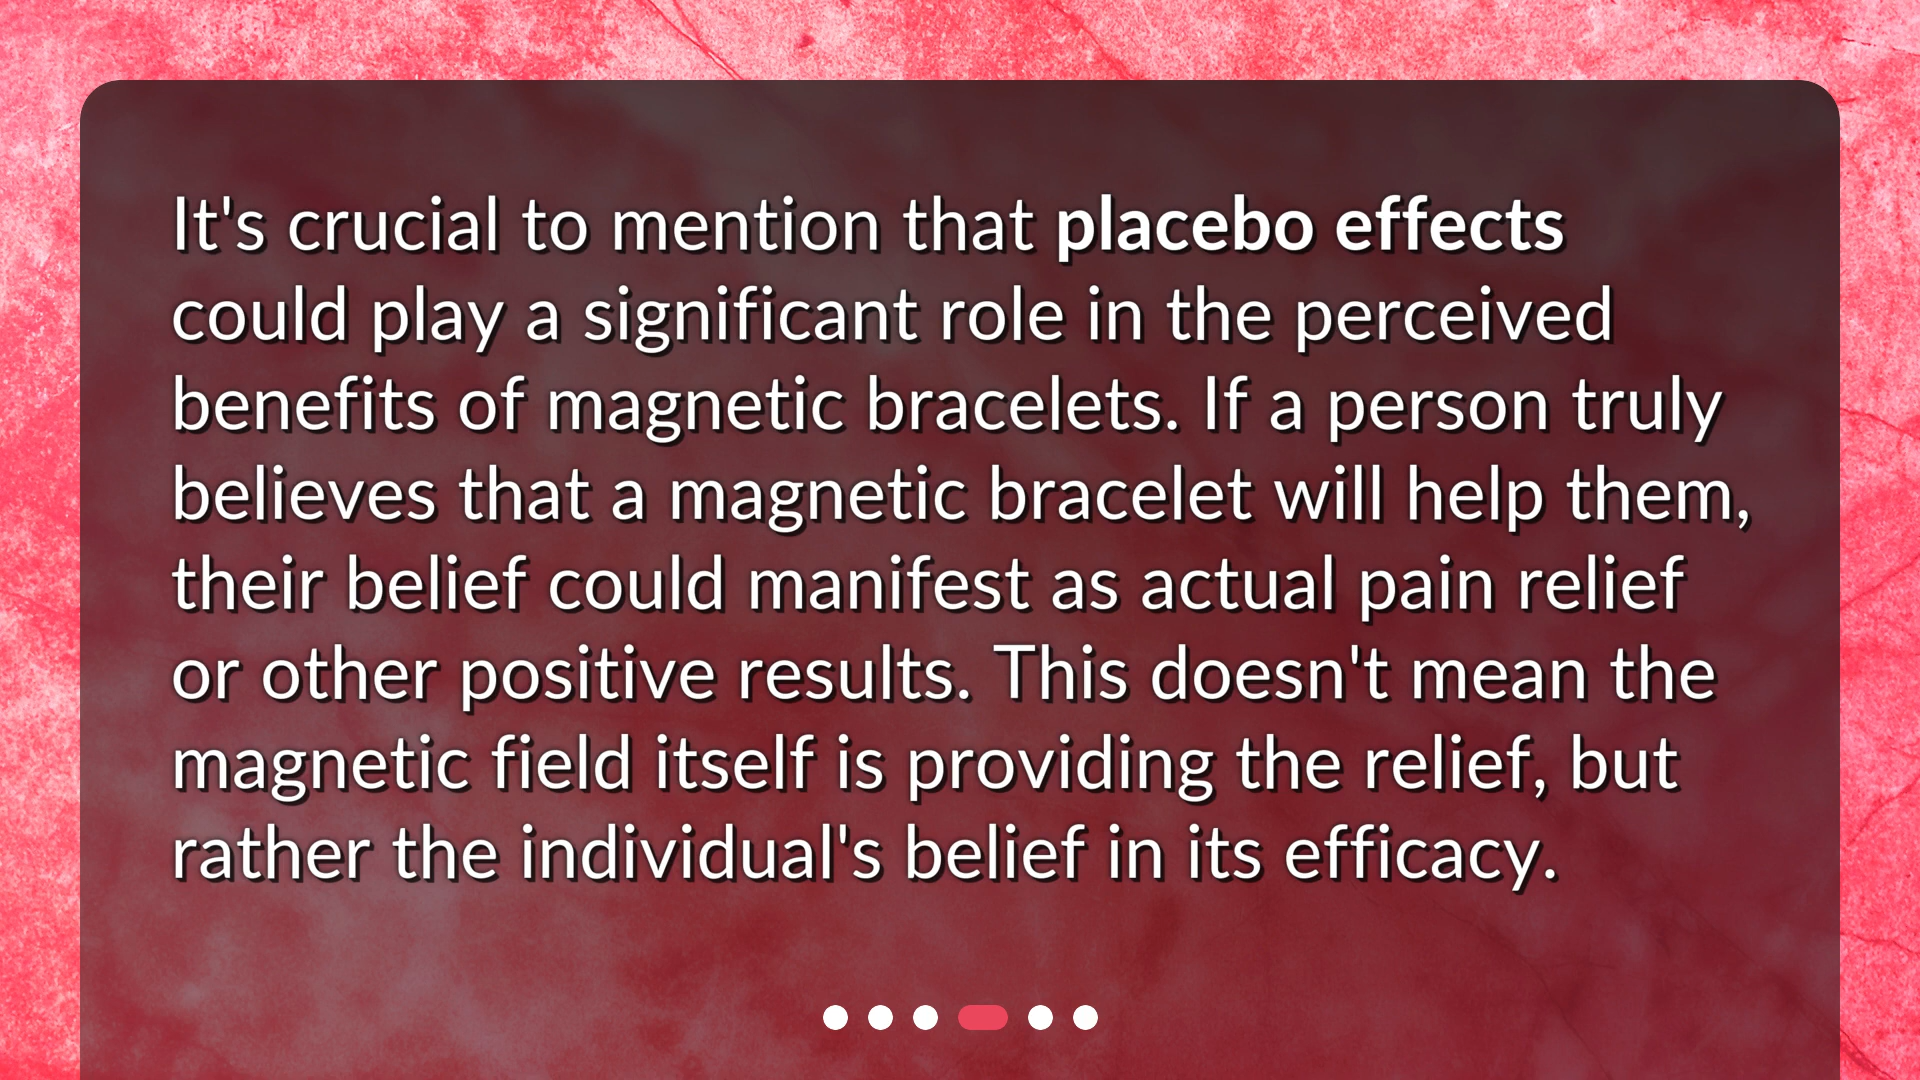 It's crucial to mention that placebo effects
could play a significant role in the perceived
benefits of magnetic bracelets. If a person truly
believes that a magnetic bracelet will help them,
their belief could manifest as actual pain relief
or other positive results. This doesn't mean the
magnetic field itself is providing the relief, but
rather the individual's belief in its efficacy.